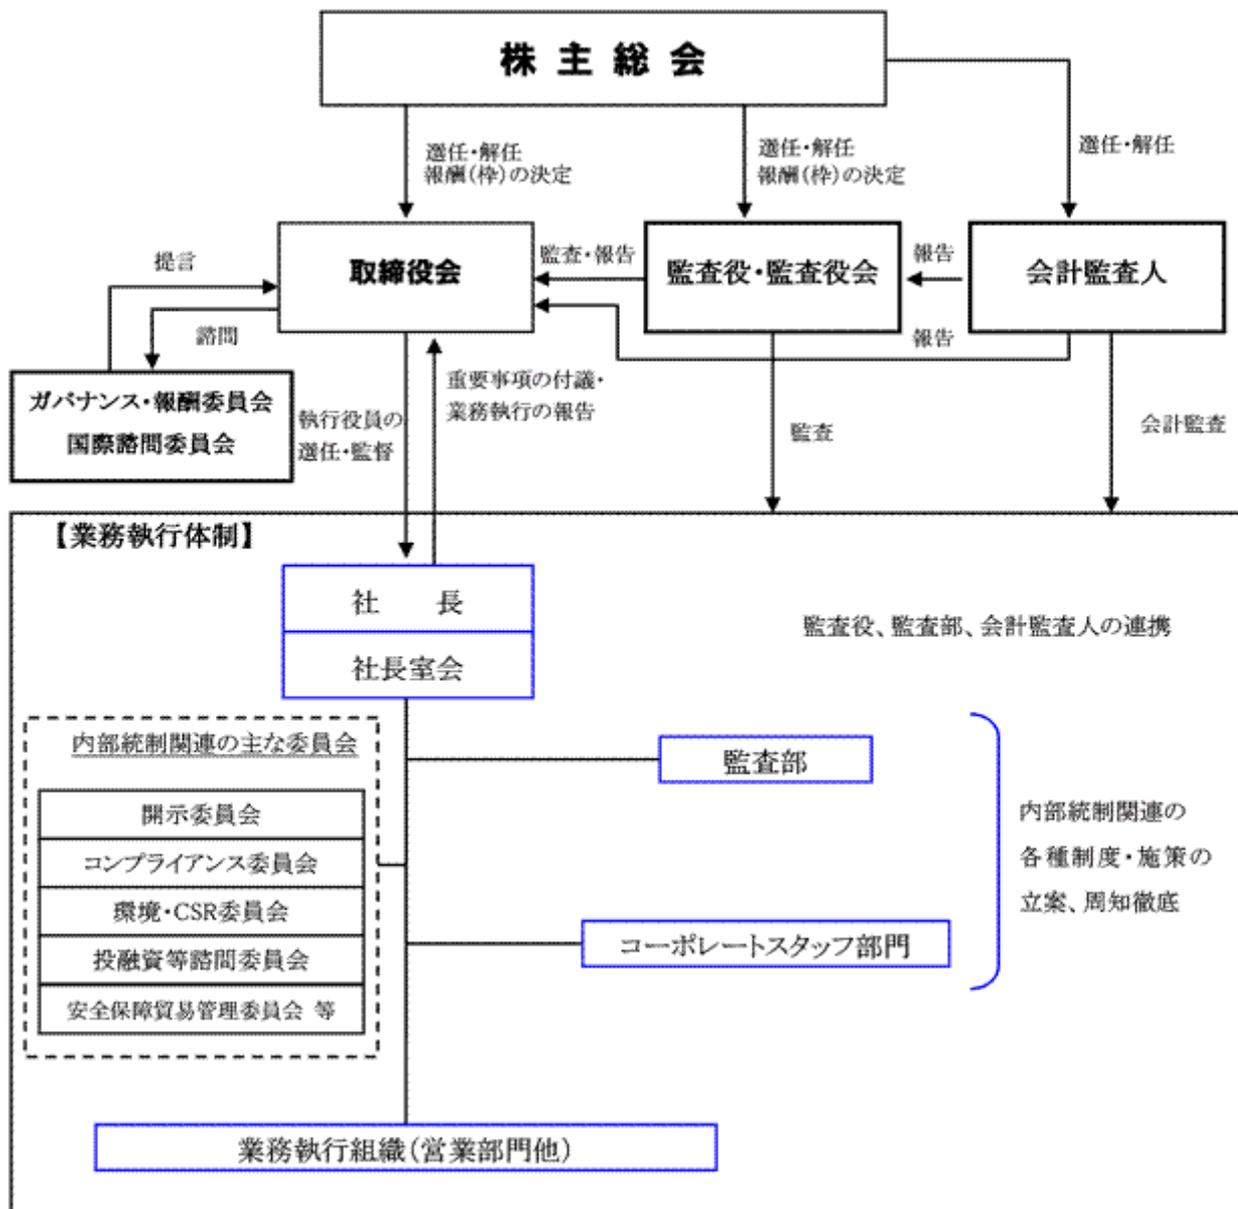 株主総会
選任・解任
報酬(枠)の決定
選任・解任
報酬(枠)の決定
選任・解任
取締役会
監査・報告
監査役・監査役会
報告
会計監査人
提言
諮問
報告
ガバナンス・報酬委員会
国際諮問委員会
執行役員の
選任・監督
重要事項の付議・
業務執行の報告
監査
会計監査
【業務執行体制】
社　長
社長室会
監査役、監査部、会計監査人の連携
内部統制関連の主な委員会
開示委員会
コンプライアンス委員会
環境・CSR委員会
投融資等諮問委員会
安全保障貿易管理委員会 等
監査部
コーポレートスタッフ部門
内部統制関連の
各種制度・施策の
立案、周知徹底
業務執行組織(営業部門他)